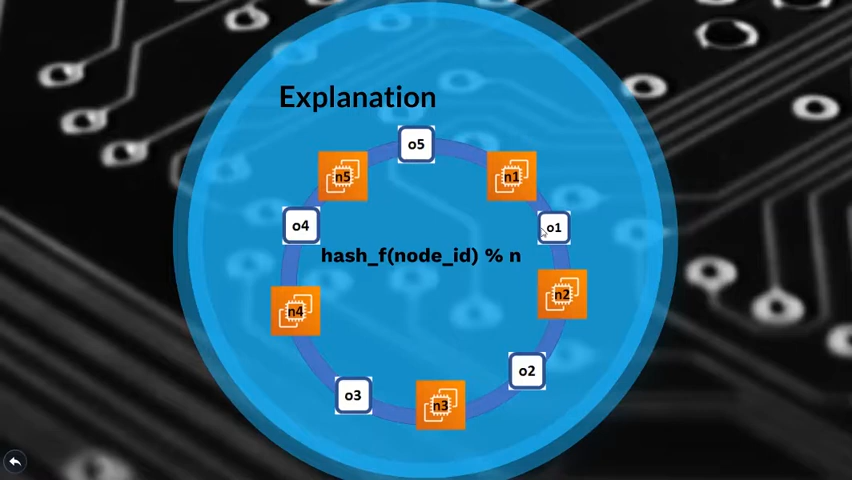 Explanation
o5
n5
n1
o4
o1
hash_f(node_id) % n
n2
n4
o2
o3
n3